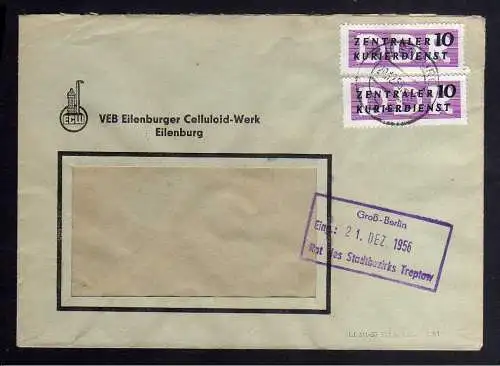 ZENTRALER 10
KURIERDIENST
ZENTRALER 10
KURIERDIENST
ECW
VEB Eilenburger Celluloid-Werk
Eilenburg
Groß-Berlin
Eing.: 21. DEZ. 1956
Rat des Stadtbezirks Treptow